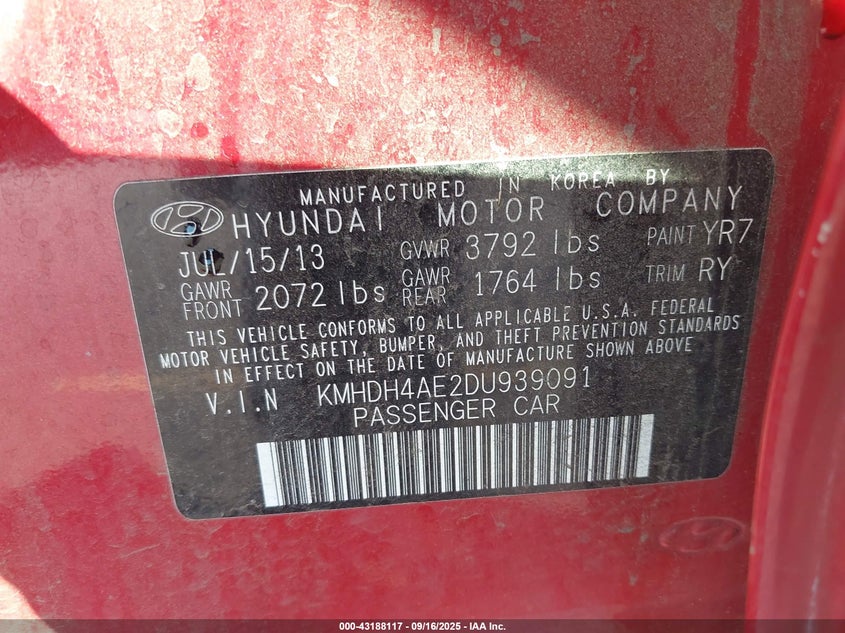 MANUFACTURED IN KOREA BY
HYUNDAI MOTOR COMPANY
JUL/15/13 GVWR 3792 lbs PAINT YR7
GAWR FRONT 2072 lbs GAWR REAR 1764 lbs TRIM RY
THIS VEHICLE CONFORMS TO ALL APPLICABLE U.S.A. FEDERAL
MOTOR VEHICLE SAFETY, BUMPER, AND THEFT PREVENTION STANDARDS
IN EFFECT ON THE DATE OF MANUFACTURE SHOWN ABOVE
V.I.N KMHDH4AE2DU939091
PASSENGER CAR
000-43188117 - 09/16/2025 - IAA Inc.